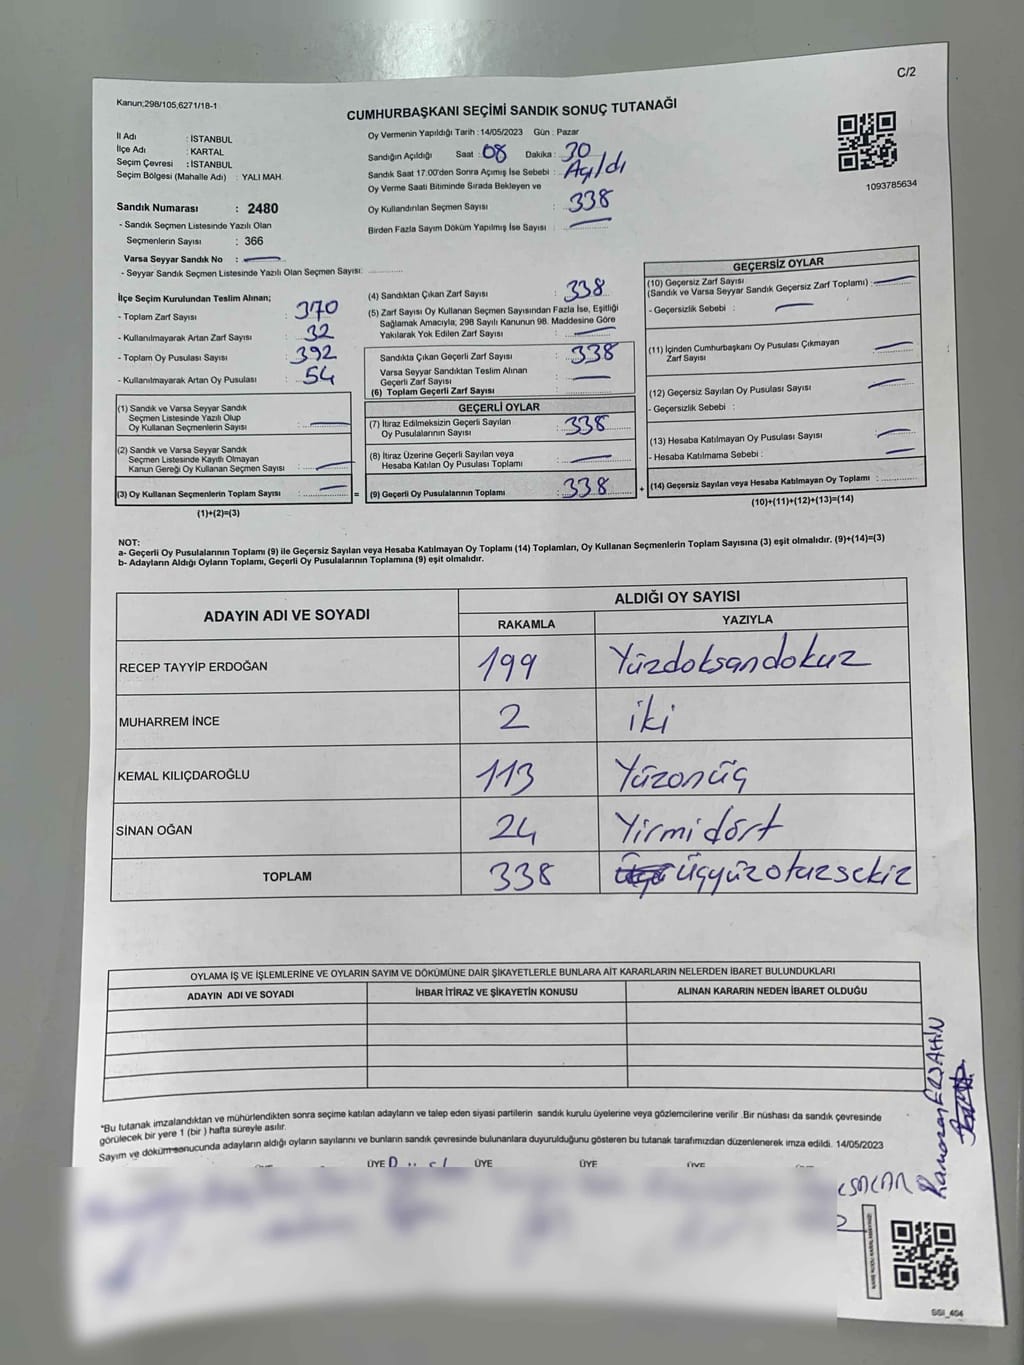 C/2
Kanun;298/105,6271/18-1
CUMHURBAŞKANI SEÇİMİ SANDIK SONUÇ TUTANAĞI
İl Adı : İSTANBUL
İlçe Adı : KARTAL
Seçim Çevresi : İSTANBUL
Seçim Bölgesi (Mahalle Adı) : YALI MAH.
Sandık Numarası : 2480
- Sandık Seçmen Listesinde Yazılı Olan
Seçmenlerin Sayısı : 366
Varsa Seyyar Sandık No :
- Seyyar Sandık Seçmen Listesinde Yazılı Olan Seçmen Sayısı:
Oy Vermenin Yapıldığı Tarih : 14/05/2023 Gün : Pazar
Sandığın Açıldığı Saat : 08 Dakika : 30
Sandık Saat 17.00'den Sonra Açımış İse Sebebi : Açıldı
Oy Verme Saati Bitiminde Sırada Bekleyen ve
Oy Kullandırılan Seçmen Sayısı : 338
Birden Fazla Sayım Döküm Yapılmış İse Sayısı :
1093785634
İlçe Seçim Kurulundan Teslim Alınan;
- Toplam Zarf Sayısı : 370
- Kullanılmayarak Artan Zarf Sayısı : 32
- Toplam Oy Pusulası Sayısı : 392
- Kullanılmayarak Artan Oy Pusulası : 54
(1) Sandık ve Varsa Seyyar Sandık
Seçmen Listesinde Yazılı Olup
Oy Kullanan Seçmenlerin Sayısı :
(2) Sandık ve Varsa Seyyar Sandık
Seçmen Listesinde Kayıtlı Olmayan
Kanun Gereği Oy Kullanan Seçmen Sayısı :
(3) Oy Kullanan Seçmenlerin Toplam Sayısı : =
(1)+(2)=(3)
(4) Sandıktan Çıkan Zarf Sayısı : 338
(5) Zarf Sayısı Oy Kullanan Seçmen Sayısından Fazla İse, Eşitliği
Sağlamak Amacıyla; 298 Sayılı Kanunun 98. Maddesine Göre
Yakılarak Yok Edilen Zarf Sayısı :
Sandıkta Çıkan Geçerli Zarf Sayısı : 338
Varsa Seyyar Sandıktan Teslim Alınan
Geçerli Zarf Sayısı :
(6) Toplam Geçerli Zarf Sayısı :
GEÇERLİ OYLAR
(7) İtiraz Edilmeksizin Geçerli Sayılan
Oy Pusulalarının Sayısı : 338
(8) İtiraz Üzerine Geçerli Sayılan veya
Hesaba Katılan Oy Pusulası Toplamı :
(9) Geçerli Oy Pusulalarının Toplamı : 338 +
GEÇERSİZ OYLAR
(10) Geçersiz Zarf Sayısı
(Sandık ve Varsa Seyyar Sandık Geçersiz Zarf Toplamı) :
- Geçersizlik Sebebi :
(11) İçinden Cumhurbaşkanı Oy Pusulası Çıkmayan
Zarf Sayısı :
(12) Geçersiz Sayılan Oy Pusulası Sayısı :
- Geçersizlik Sebebi :
(13) Hesaba Katılmayan Oy Pusulası Sayısı :
- Hesaba Katılmama Sebebi :
(14) Geçersiz Sayılan veya Hesaba Katılmayan Oy Toplamı :
(10)+(11)+(12)+(13)=(14)
NOT:
a- Geçerli Oy Pusulalarının Toplamı (9) ile Geçersiz Sayılan veya Hesaba Katılmayan Oy Toplamı (14) Toplamları, Oy Kullanan Seçmenlerin Toplam Sayısına (3) eşit olmalıdır. (9)+(14)=(3)
b- Adayların Aldığı Oyların Toplamı, Geçerli Oy Pusulalarının Toplamına (9) eşit olmalıdır.
ADAYIN ADI VE SOYADI ALDIĞI OY SAYISI
RAKAMLA YAZIYLA
RECEP TAYYİP ERDOĞAN 199 Yüzdoksandokuz
MUHARREM İNCE 2 iki
KEMAL KILIÇDAROĞLU 113 Yüzonüç
SİNAN OĞAN 24 Yirmidört
TOPLAM 338 Üçyüzotuzsekiz
OYLAMA İŞ VE İŞLEMLERİNE VE OYLARIN SAYIM VE DÖKÜMÜNE DAİR ŞİKAYETLERLE BUNLARA AİT KARARLARIN NELERDEN İBARET BULUNDUKLARI
ADAYIN ADI VE SOYADI İHBAR İTİRAZ VE ŞİKAYETİN KONUSU ALINAN KARARIN NEDEN İBARET OLDUĞU
"Bu tutanak imzalandıktan ve mühürlendikten sonra seçime katılan adayların ve talep eden siyasi partilerin sandık kurulu üyelerine veya gözlemcilerine verilir .Bir nüshası da sandık çevresinde
görülecek bir yere 1 (bir ) hafta süreyle asılır.
Sayım ve döküm sonucunda adayların aldığı oyların sayılarını ve bunların sandık çevresinde bulunanlara duyurulduğunu gösteren bu tutanak tarafımızdan düzenlenerek imza edildi. 14/05/2023
ÜYE ÜYE ÜYE ÜYE
Ramazan ERŞAHİN
SGI_404